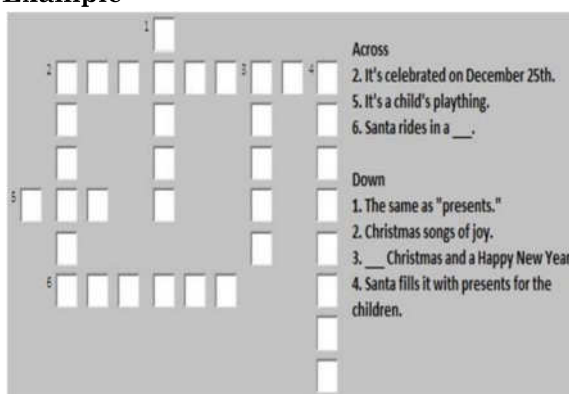 Example
1
2
3
4
5
6
Across
2. It's celebrated on December 25th.
5. It's a child's plaything.
6. Santa rides in a ___.
Down
1. The same as "presents."
2. Christmas songs of joy.
3. ___ Christmas and a Happy New Year
4. Santa fills it with presents for the
children.